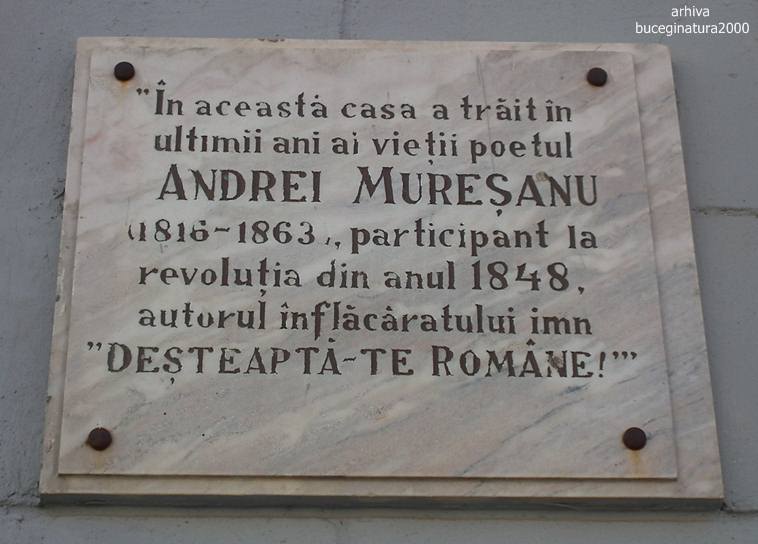 arhiva
buceginatura2000
"În această casa a trăit în
ultimii ani ai vieții poetul
ANDREI MUREȘANU
(1816-1863), participant la
revoluția din anul 1848,
autorul înflăcăratului imn
"DEȘTEAPTĂ-TE ROMÂNE!""